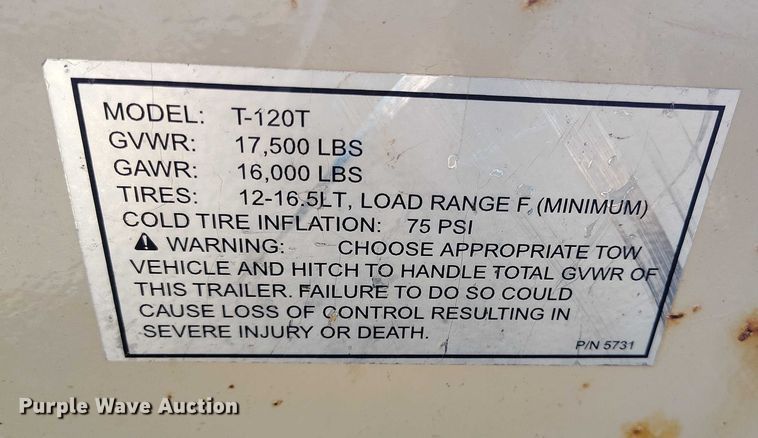 MODEL: T-120T
GVWR: 17,500 LBS
GAWR: 16,000 LBS
TIRES: 12-16.5LT, LOAD RANGE F (MINIMUM)
COLD TIRE INFLATION: 75 PSI
⚠ WARNING: CHOOSE APPROPRIATE TOW
VEHICLE AND HITCH TO HANDLE TOTAL GVWR OF
THIS TRAILER. FAILURE TO DO SO COULD
CAUSE LOSS OF CONTROL RESULTING IN
SEVERE INJURY OR DEATH.
P/N 5731
Purple Wave Auction